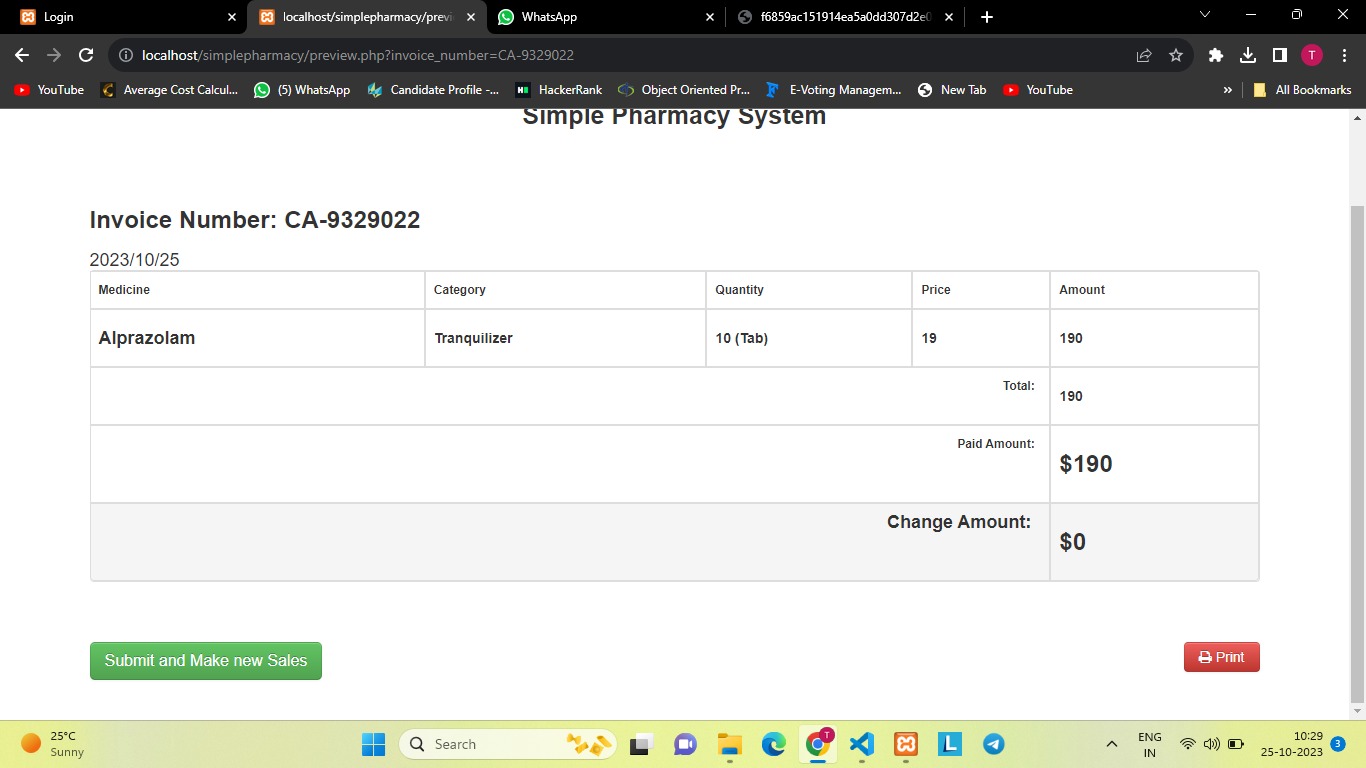 Login
localhost/simplepharmacy/previ
WhatsApp
f6859ac151914ea5a0dd307d2e0
localhost/simplepharmacy/preview.php?invoice_number=CA-9329022
T
YouTube
Average Cost Calcul...
(5) WhatsApp
Candidate Profile -...
HackerRank
Object Oriented Pr...
E-Voting Managem...
New Tab
YouTube
»
All Bookmarks
Simple Pharmacy System
Invoice Number: CA-9329022
2023/10/25
Medicine Category Quantity Price Amount
Alprazolam Tranquilizer 10 (Tab) 19 190
Total: 190
Paid Amount: $190
Change Amount: $0
Submit and Make new Sales
Print
25°C
Sunny
Search
T
L
ENG
IN
10:29
25-10-2023
3